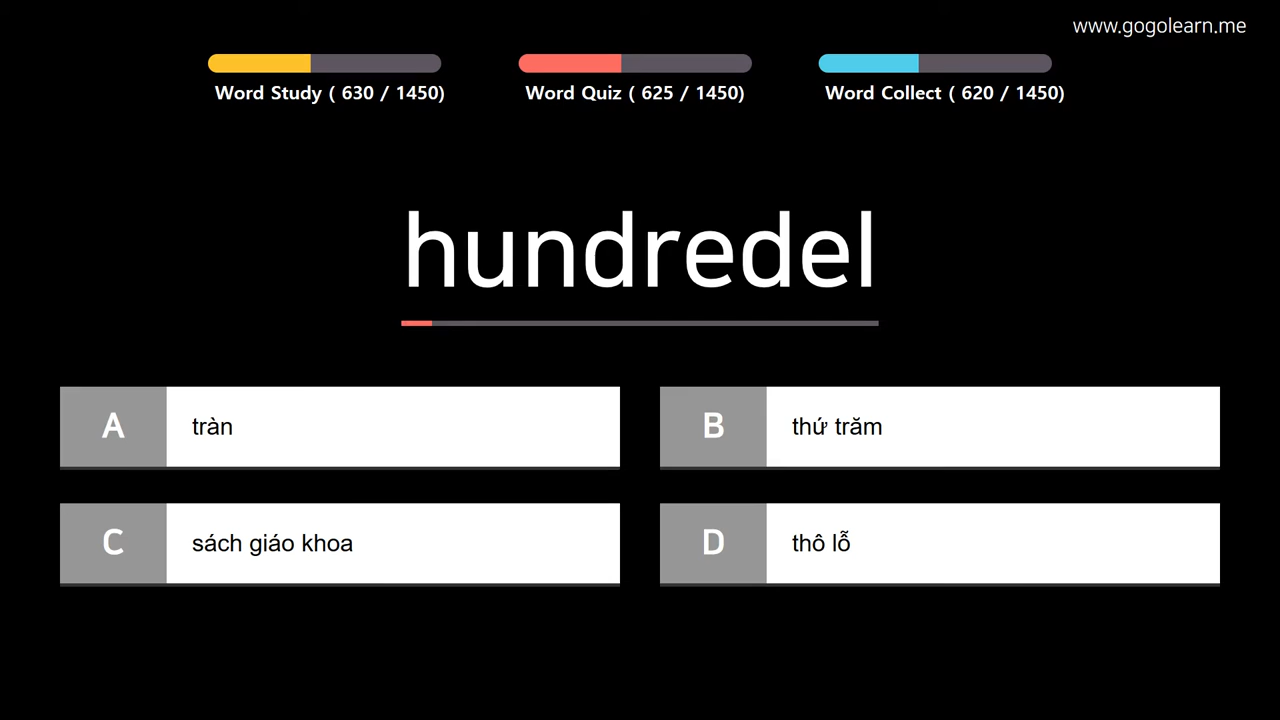 www.gogolearn.me
Word Study ( 630 / 1450)
Word Quiz ( 625 / 1450)
Word Collect ( 620 / 1450)
hundredel
A
tràn
B
thứ trăm
C
sách giáo khoa
D
thô lỗ